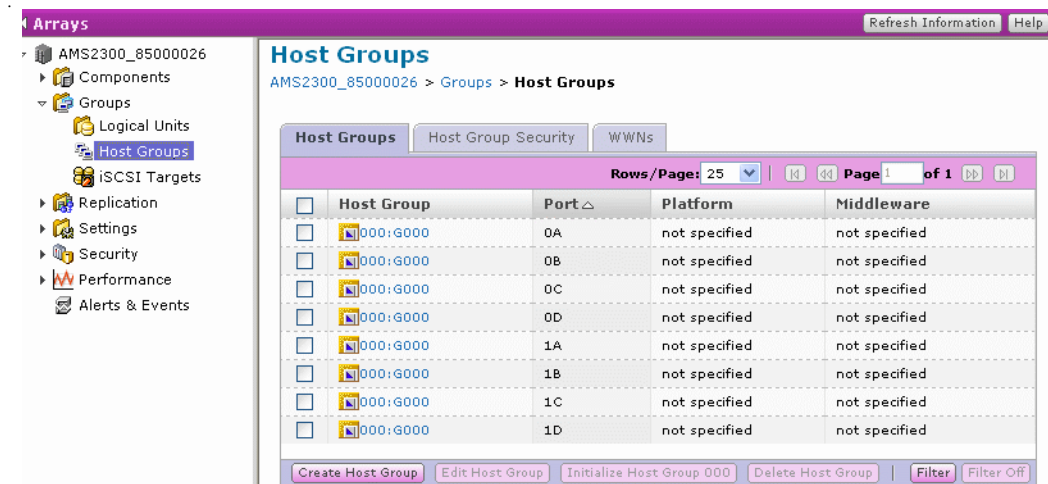 Arrays
Refresh Information Help
AMS2300_85000026
Components
Groups
Logical Units
Host Groups
iSCSI Targets
Replication
Settings
Security
Performance
Alerts & Events
Host Groups
AMS2300_85000026 > Groups > Host Groups
Host Groups Host Group Security WWNs
Rows/Page: 25 Page 1 of 1
Host Group Port Platform Middleware
000:G000 0A not specified not specified
000:G000 0B not specified not specified
000:G000 0C not specified not specified
000:G000 0D not specified not specified
000:G000 1A not specified not specified
000:G000 1B not specified not specified
000:G000 1C not specified not specified
000:G000 1D not specified not specified
Create Host Group Edit Host Group Initialize Host Group 000 Delete Host Group | Filter Filter Off